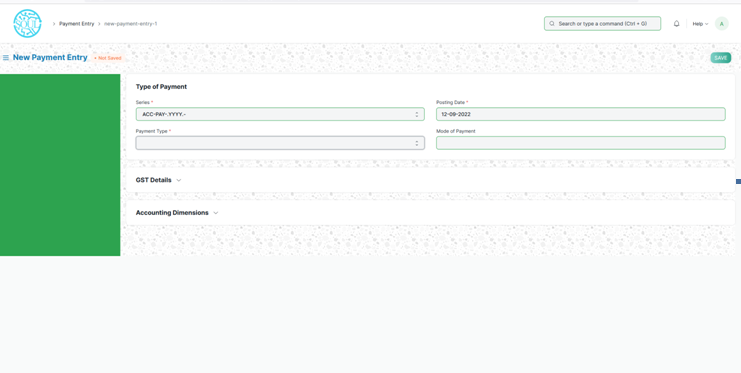 Payment Entry > new-payment-entry-1
Search or type a command (Ctrl + G)
Help
A
New Payment Entry
• Not Saved
SAVE
Type of Payment
Series *
Posting Date *
ACC-PAY-.YYYY.-
12-09-2022
Payment Type *
Mode of Payment
GST Details
Accounting Dimensions